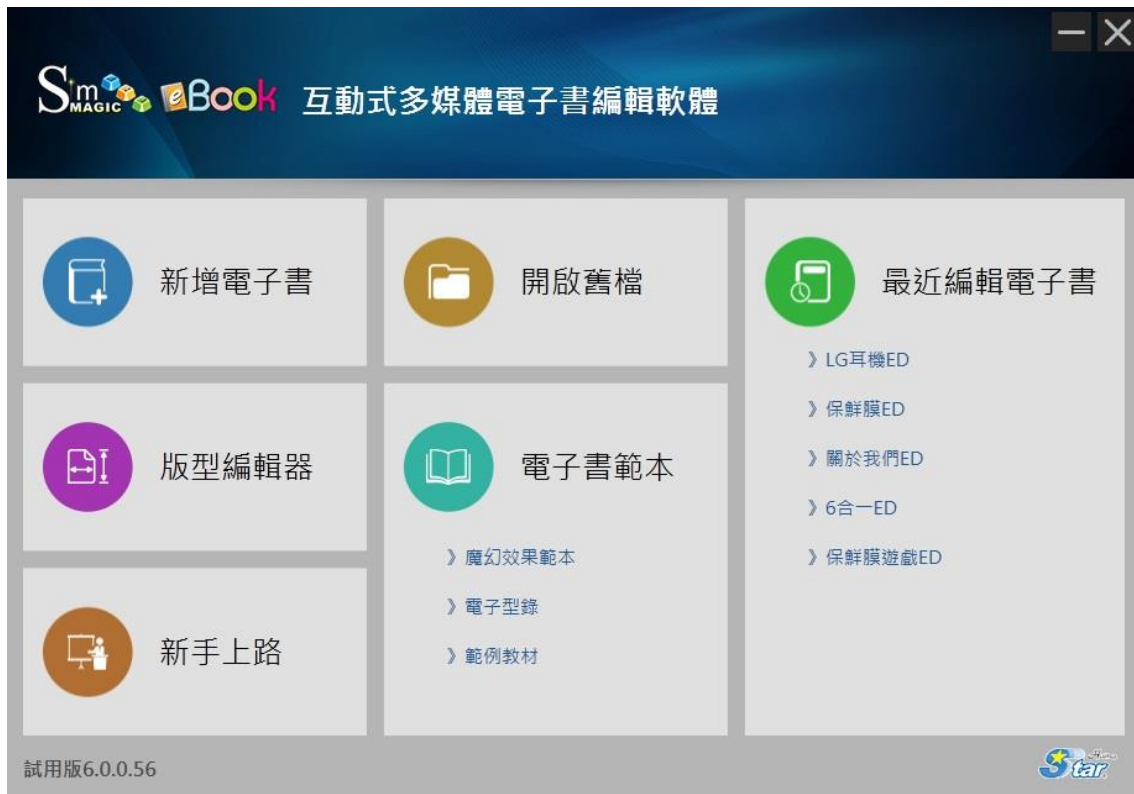 SimMAGIC eBook 互動式多媒體電子書編輯軟體
新增電子書
開啟舊檔
最近編輯電子書
》LG耳機ED
》保鮮膜ED
》關於我們ED
》6合一ED
》保鮮膜遊戲ED
版型編輯器
電子書範本
》魔幻效果範本
》電子型錄
》範例教材
新手上路
試用版6.0.0.56
Star